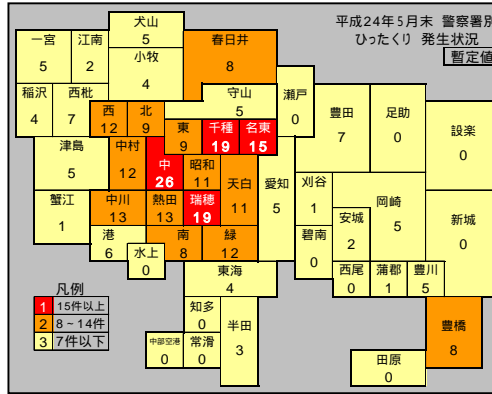 平成24年5月末 警察署別
ひったくり 発生状況
暫定値
犬山
5
一宮
5
江南
2
小牧
4
春日井
8
稲沢
4
西枇
7
守山
5
瀬戸
0
豊田
7
足助
0
設楽
0
西
12
北
9
東
9
千種
19
名東
15
津島
5
中村
12
中
26
昭和
11
天白
11
愛知
5
刈谷
1
岡崎
5
新城
0
蟹江
1
中川
13
熱田
13
瑞穂
19
安城
2
碧南
0
港
6
水上
0
南
8
緑
12
西尾
0
蒲郡
1
豊川
5
東海
4
凡例
1 15件以上
2 8~14件
3 7件以下
知多
0
半田
3
豊橋
8
中部空港
0
常滑
0
田原
0